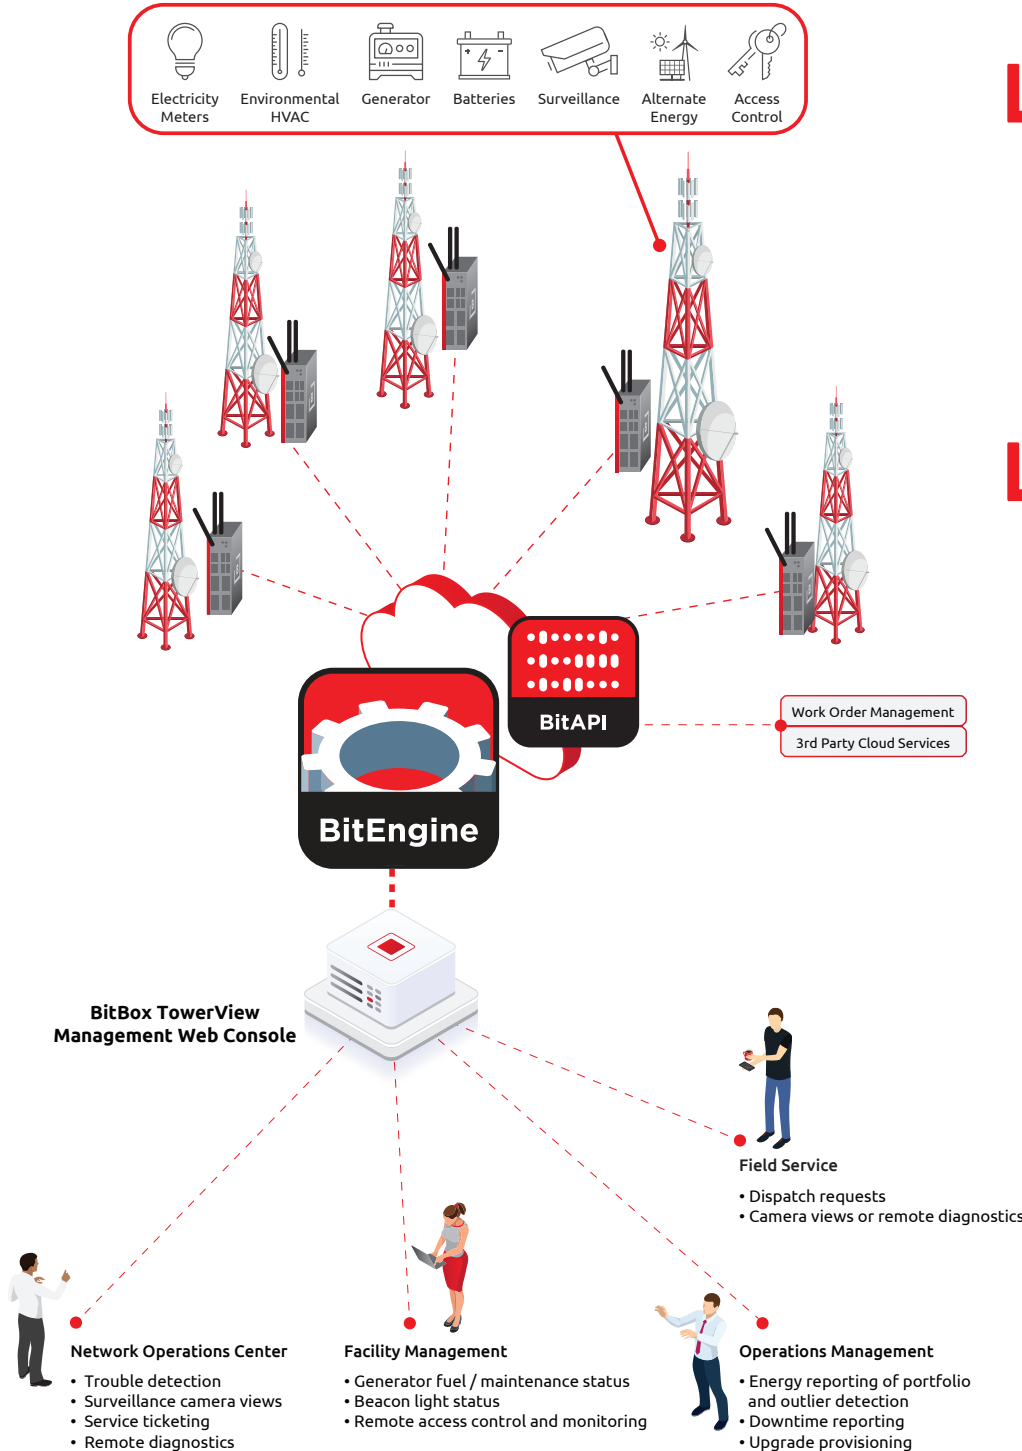 Electricity
Meters
Environmental
HVAC
Generator
Batteries
Surveillance
Alternate
Energy
Access
Control
BitAPI
Work Order Management
3rd Party Cloud Services
BitEngine
BitBox TowerView
Management Web Console
Field Service
• Dispatch requests
• Camera views or remote diagnostics
Network Operations Center
• Trouble detection
• Surveillance camera views
• Service ticketing
• Remote diagnostics
Facility Management
• Generator fuel / maintenance status
• Beacon light status
• Remote access control and monitoring
Operations Management
• Energy reporting of portfolio
and outlier detection
• Downtime reporting
• Upgrade provisioning